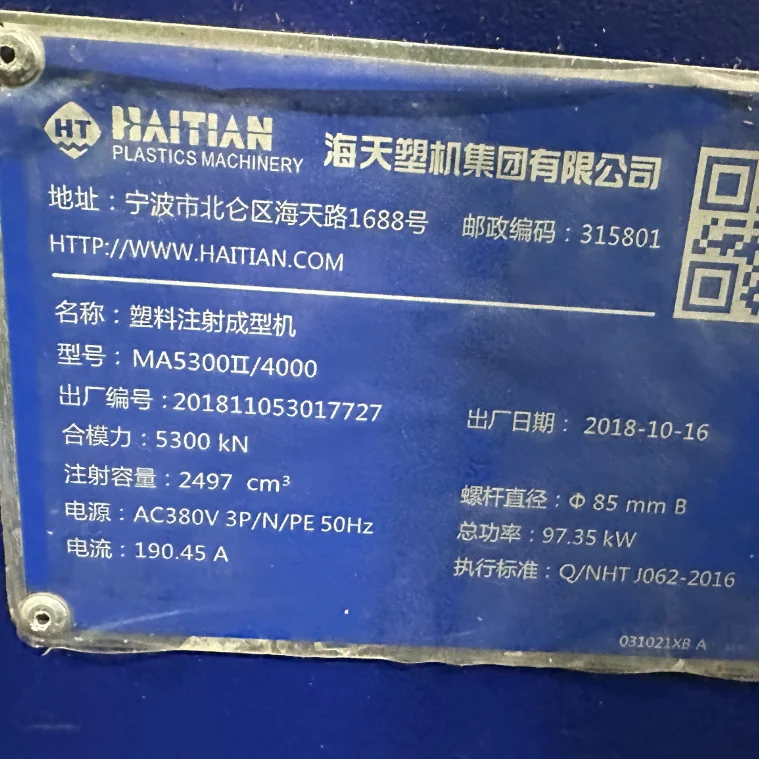 HT HAITIAN
PLASTICS MACHINERY
海天塑机集团有限公司
地址：宁波市北仑区海天路1688号 邮政编码：315801
HTTP://WWW.HAITIAN.COM
名称：塑料注射成型机
型号：MA5300Ⅱ/4000
出厂编号：201811053017727 出厂日期：2018-10-16
合模力：5300 kN
注射容量：2497 cm³ 螺杆直径：Φ 85 mm B
电源：AC380V 3P/N/PE 50Hz 总功率：97.35 kW
电流：190.45 A 执行标准：Q/NHT J062-2016
031021XB A